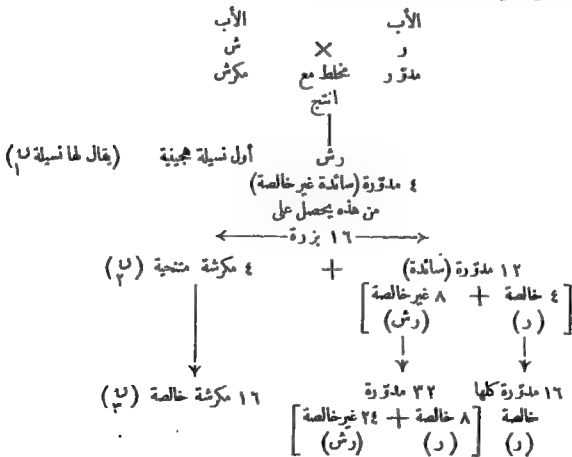 الأب الأب
ر × ش
مدوّر مخلط مع مكرش
انتج
رش أول نسيلة هجينية (يقال لها نسيلة ن١)
٤ مدوّرة (سائدة غير خالصة)
من هذه يحصل على
١٦ بزرة
١٢ مدوّرة (سائدة) + ٤ مكرشة متنحية (ن٢)
[٤ خالصة + ٨ غير خالصة]
(ر) (رش)
١٦ مدوّرة كلها ٣٢ مدوّرة ١٦ مكرشة خالصة (ن٣)
خالصة [٨ خالصة + ٢٤ غير خالصة]
(ر) (ر) (رش)